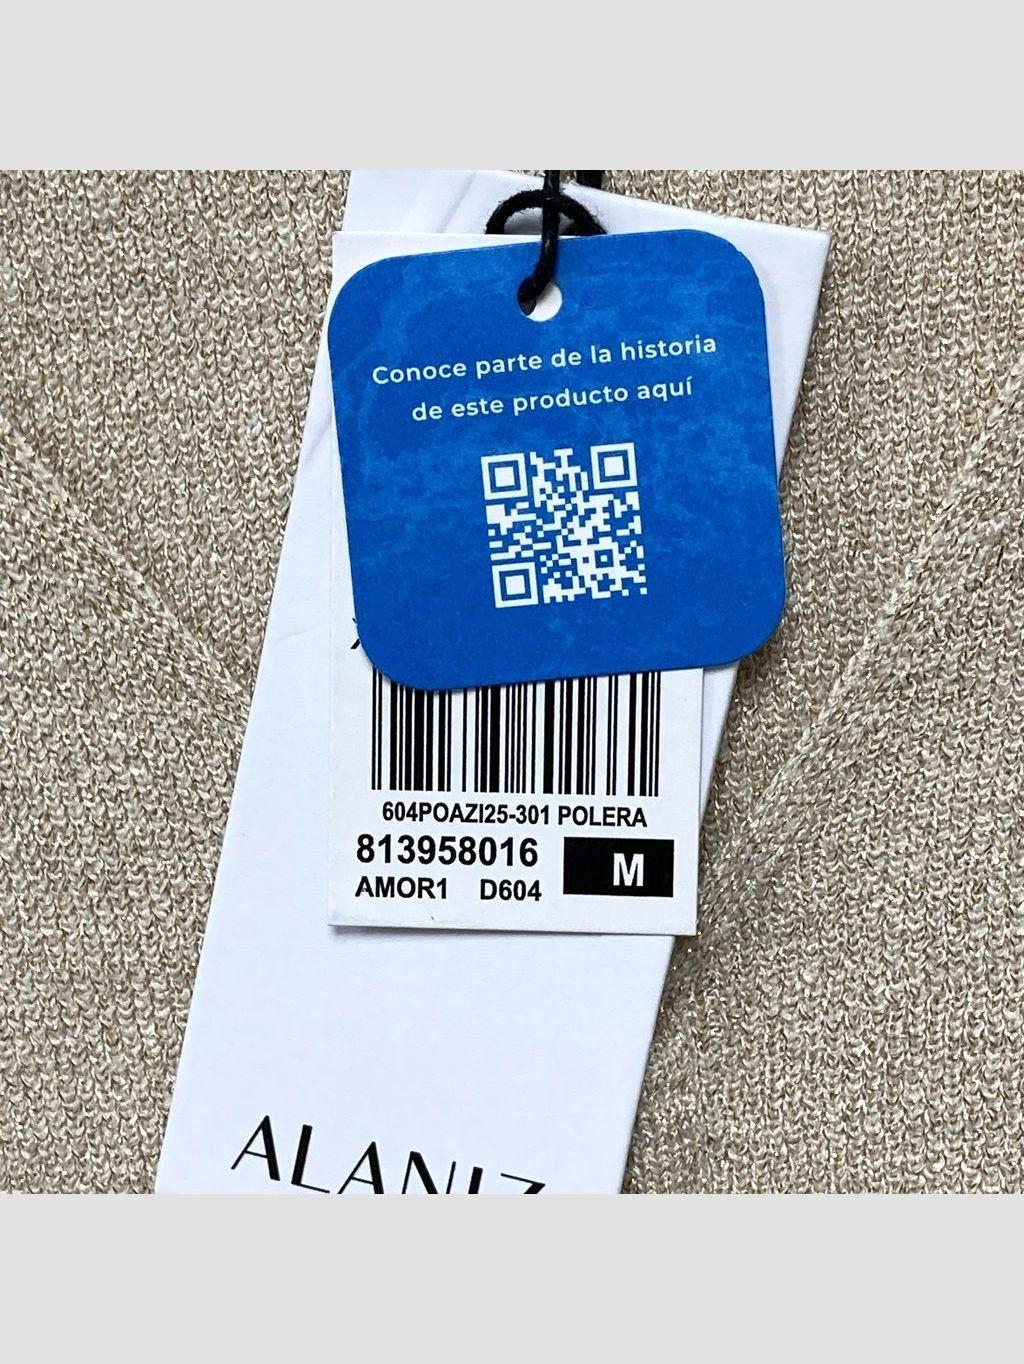 Conoce parte de la historia
de este producto aquí
604POAZI25-301 POLERA
813958016
M
AMOR1 D604
ALANIZ